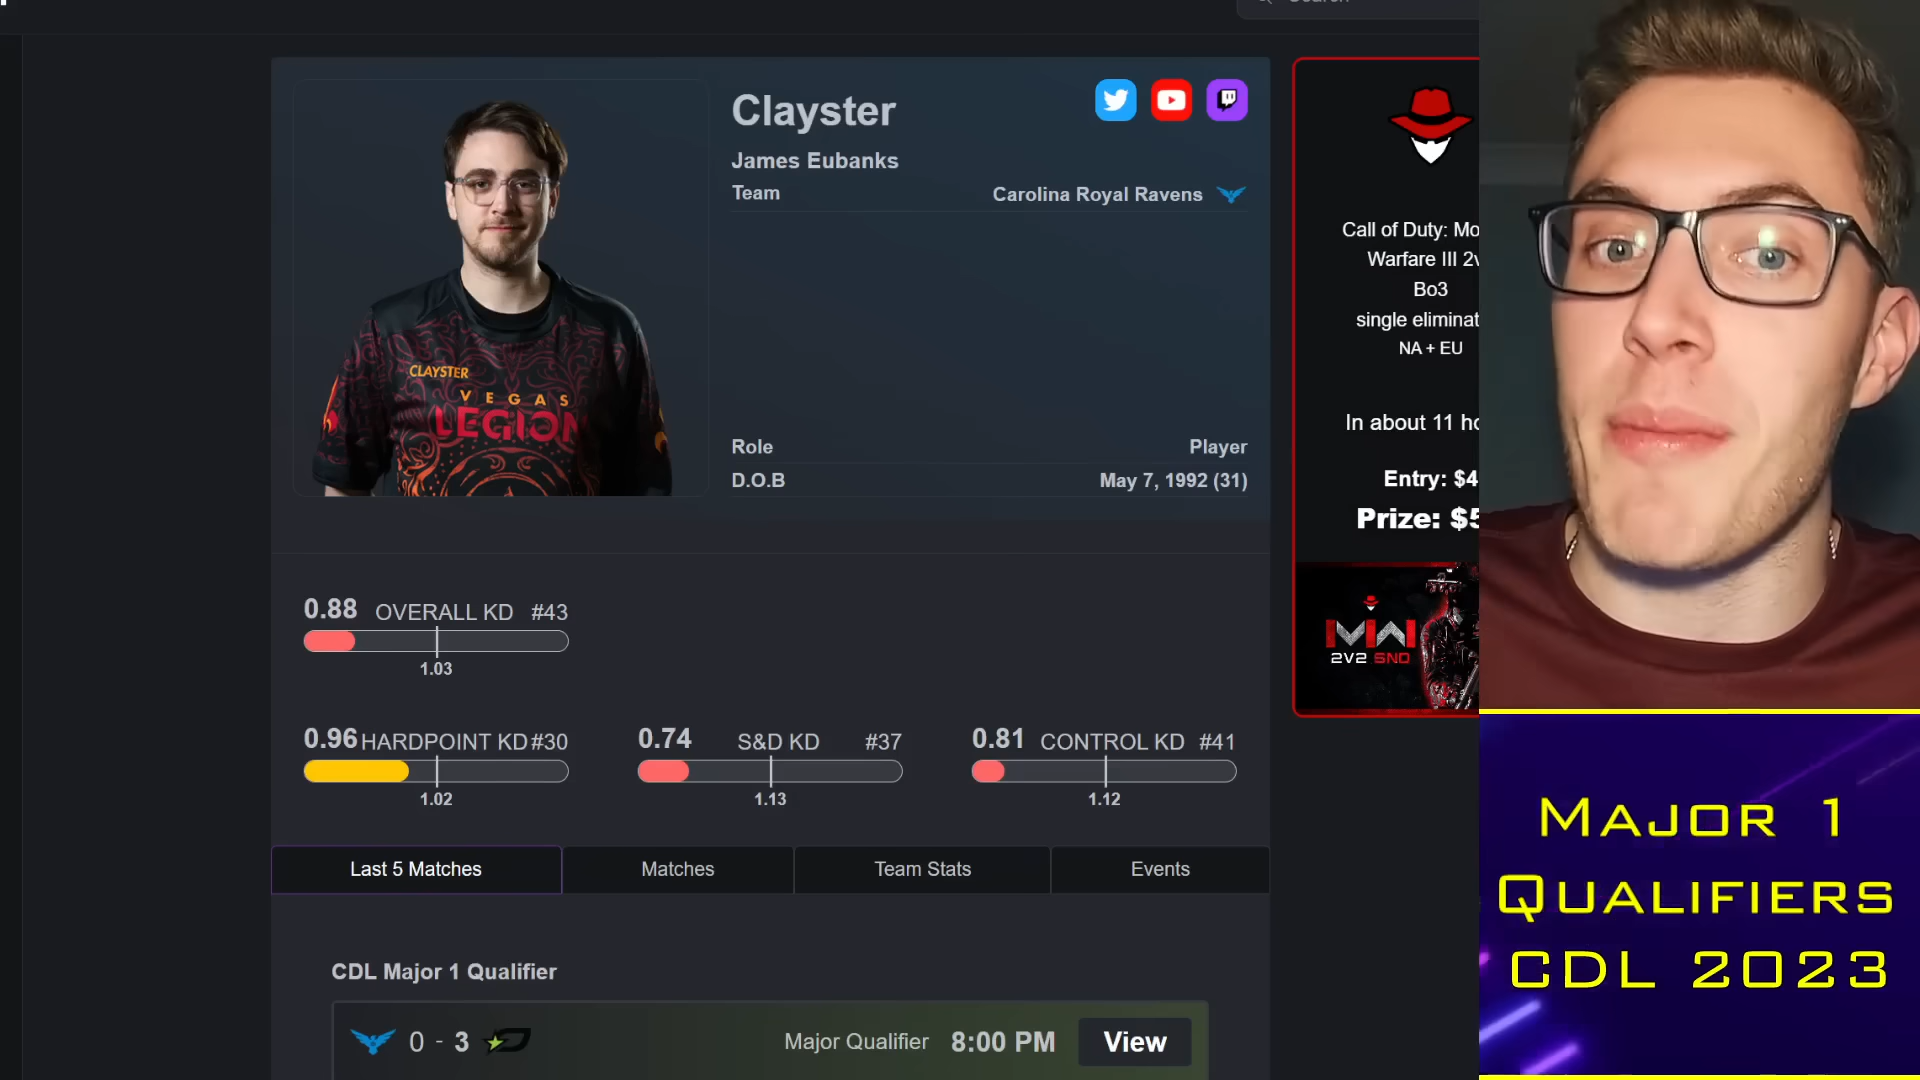 Clayster
James Eubanks
Team
Carolina Royal Ravens
Role
Player
D.O.B
May 7, 1992 (31)
CLAYSTER
VEGAS
LEGION
0.88 OVERALL KD #43
1.03
0.96 HARDPOINT KD #30
1.02
0.74 S&D KD #37
1.13
0.81 CONTROL KD #41
1.12
Last 5 Matches
Matches
Team Stats
Events
CDL Major 1 Qualifier
0 - 3
Major Qualifier
8:00 PM
View
Call of Duty: Mo
Warfare III 2v
Bo3
single eliminat
NA + EU
In about 11 ho
Entry: $4
Prize: $5
MW
2V2 SND
MAJOR 1
QUALIFIERS
CDL 2023